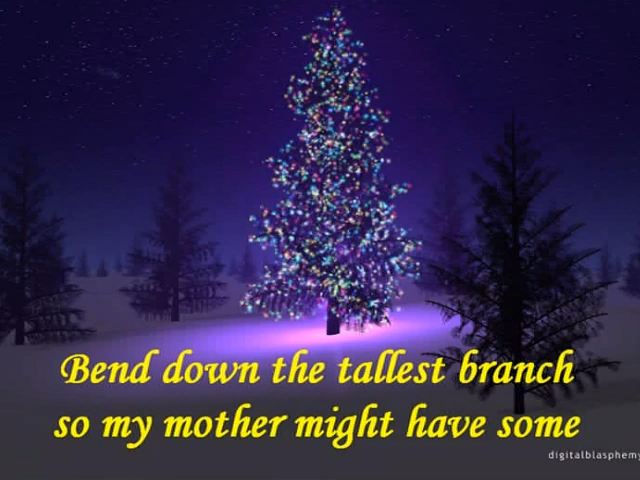 Bend down the tallest branch
so my mother might have some
digitalblasphemy